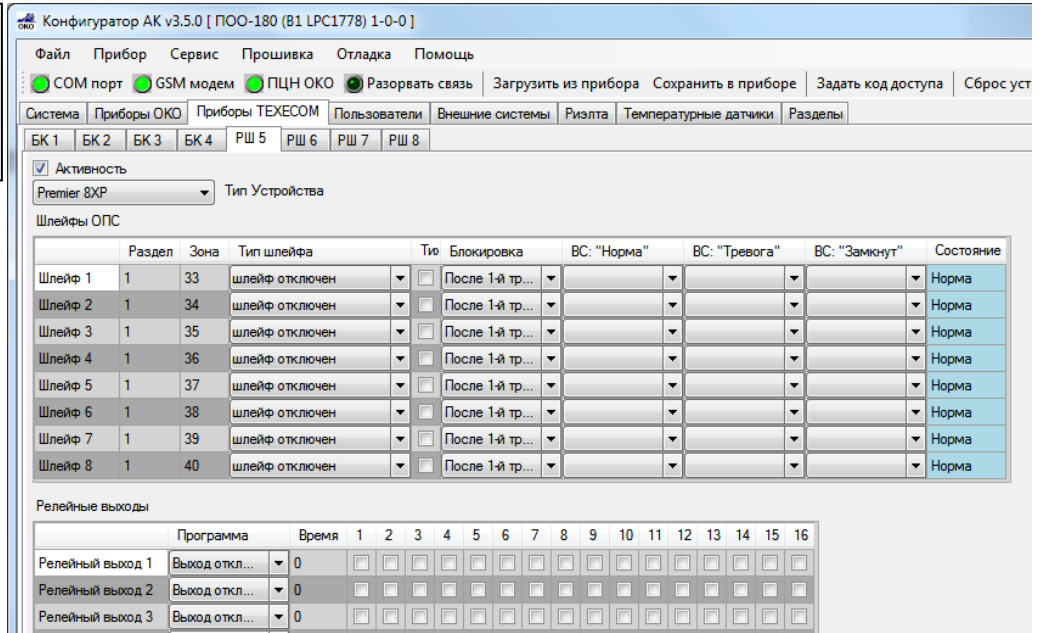 око Конфигуратор АК v3.5.0 [ ПОО-180 (B1 LPC1778) 1-0-0 ]
Файл Прибор Сервис Прошивка Отладка Помощь
COM порт GSM модем ПЦН ОКО Разорвать связь Загрузить из прибора Сохранить в приборе Задать код доступа Сброс уст
Система Приборы ОКО Приборы TEXECOM Пользователи Внешние системы Риэлта Температурные датчики Разделы
БК 1 БК 2 БК 3 БК 4 РШ 5 РШ 6 РШ 7 РШ 8
Активность
Premier 8XP Тип Устройства
Шлейфы ОПС
Раздел Зона Тип шлейфа Тис Блокировка ВС: "Норма" ВС: "Тревога" ВС: "Замкнут" Состояние
Шлейф 1 1 33 шлейф отключен После 1-й тр... Норма
Шлейф 2 1 34 шлейф отключен После 1-й тр... Норма
Шлейф 3 1 35 шлейф отключен После 1-й тр... Норма
Шлейф 4 1 36 шлейф отключен После 1-й тр... Норма
Шлейф 5 1 37 шлейф отключен После 1-й тр... Норма
Шлейф 6 1 38 шлейф отключен После 1-й тр... Норма
Шлейф 7 1 39 шлейф отключен После 1-й тр... Норма
Шлейф 8 1 40 шлейф отключен После 1-й тр... Норма
Релейные выходы
Программа Время 1 2 3 4 5 6 7 8 9 10 11 12 13 14 15 16
Релейный выход 1 Выход откл... 0
Релейный выход 2 Выход откл... 0
Релейный выход 3 Выход откл... 0